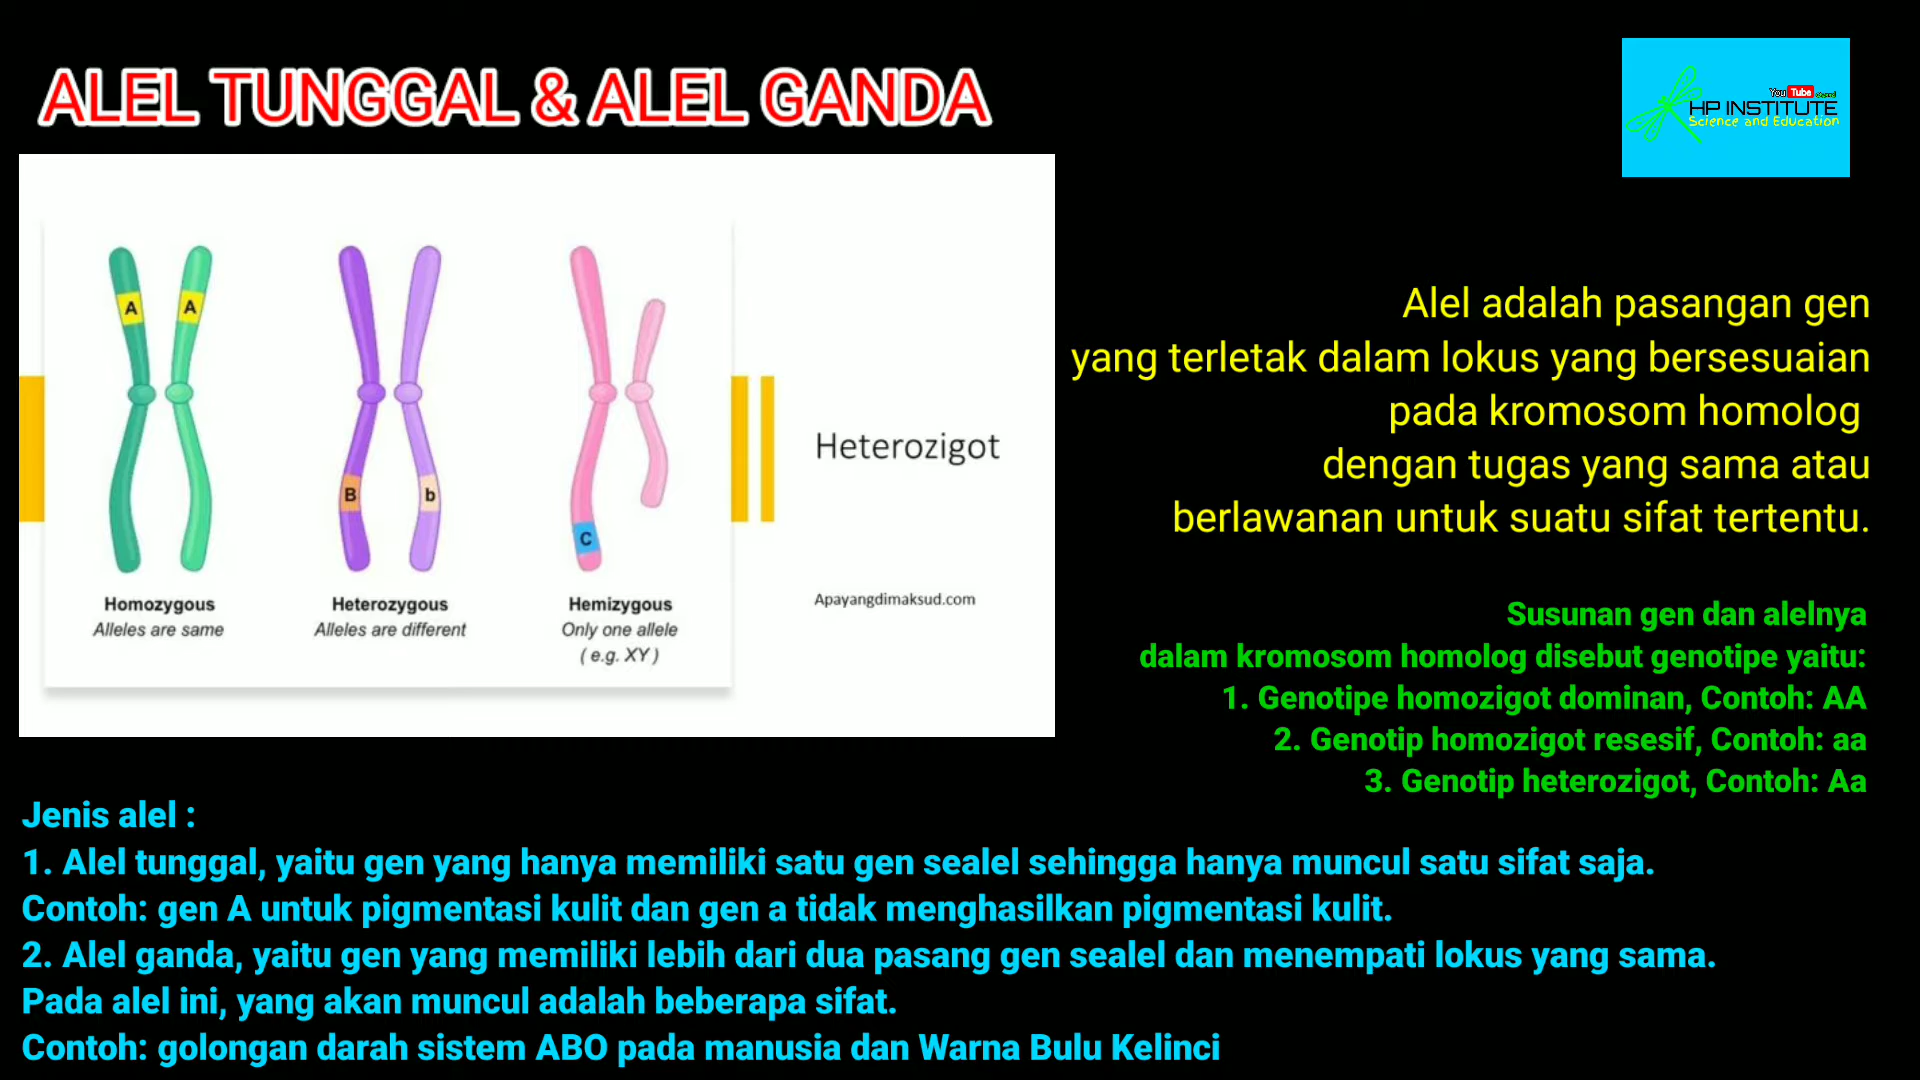 ALEL TUNGGAL & ALEL GANDA
You Tube
HP INSTITUTE
Science and Education
A
A
B
b
C
Homozygous
Alleles are same
Heterozygous
Alleles are different
Hemizygous
Only one allele
( e.g. XY )
Heterozigot
Apayangdimaksud.com
Alel adalah pasangan gen
yang terletak dalam lokus yang bersesuaian
pada kromosom homolog
dengan tugas yang sama atau
berlawanan untuk suatu sifat tertentu.
Susunan gen dan alelnya
dalam kromosom homolog disebut genotipe yaitu:
1. Genotipe homozigot dominan, Contoh: AA
2. Genotip homozigot resesif, Contoh: aa
3. Genotip heterozigot, Contoh: Aa
Jenis alel :
1. Alel tunggal, yaitu gen yang hanya memiliki satu gen sealel sehingga hanya muncul satu sifat saja.
Contoh: gen A untuk pigmentasi kulit dan gen a tidak menghasilkan pigmentasi kulit.
2. Alel ganda, yaitu gen yang memiliki lebih dari dua pasang gen sealel dan menempati lokus yang sama.
Pada alel ini, yang akan muncul adalah beberapa sifat.
Contoh: golongan darah sistem ABO pada manusia dan Warna Bulu Kelinci